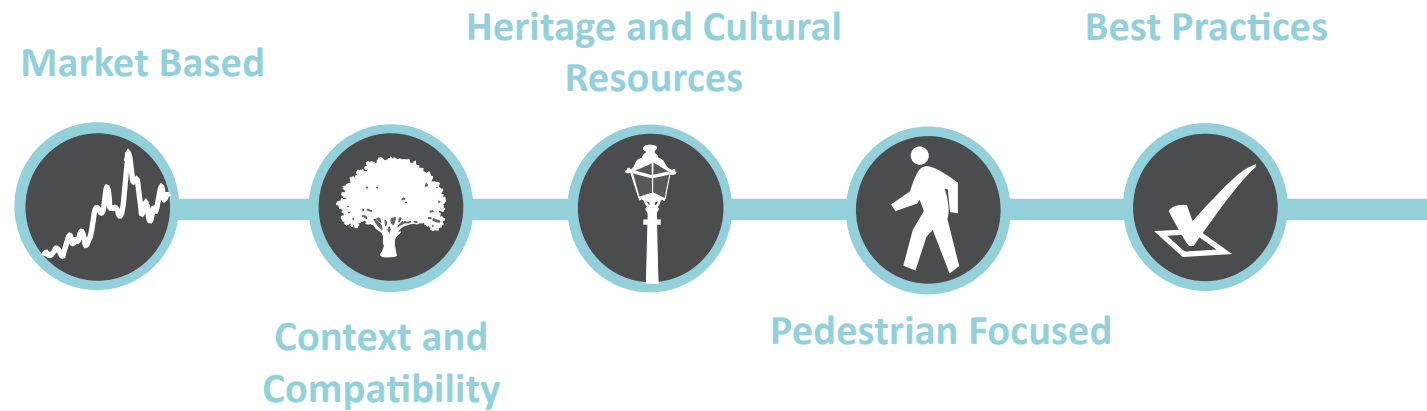 Market Based
Context and
Compatibility
Heritage and Cultural
Resources
Pedestrian Focused
Best Practices